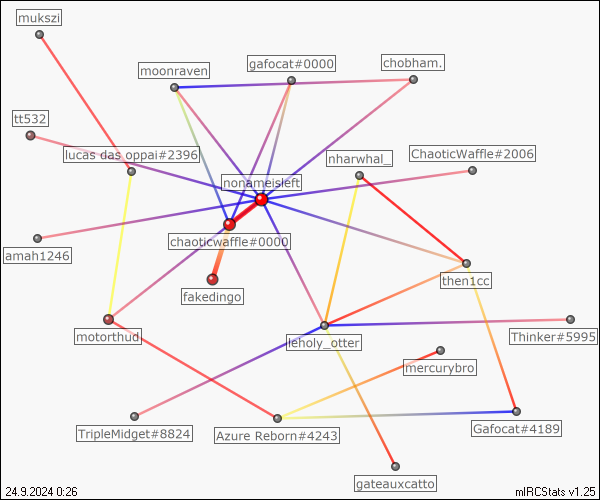 mukszi
moonraven
gafocat#0000
chobham.
tt532
lucas das oppai#2396
nharwhal_
ChaoticWaffle#2006
nonameisleft
amah1246
chaoticwaffle#0000
then1cc
fakedingo
motorthud
leholy_otter
Thinker#5995
mercurybro
TripleMidget#8824
Azure Reborn#4243
Gafocat#4189
gateauxcatto
24.9.2024 0:26
mIRCStats v1.25